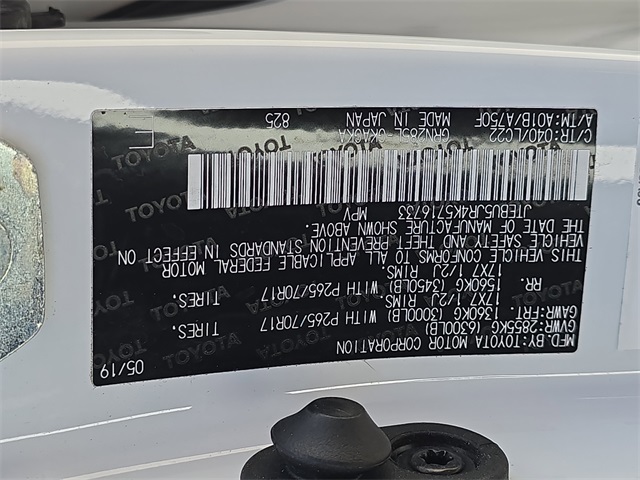 MFD. BY: TOYOTA MOTOR CORPORATION 05/19
GVWR:2855KG (6300LB)
GAWR:FRT. 1360KG (3000LB) WITH P265/70R17 TIRES.
17X7 1/2J RIMS.
RR. 1560KG (3450LB) WITH P265/70R17 TIRES.
17X7 1/2J RIMS.
THIS VEHICLE CONFORMS TO ALL APPLICABLE FEDERAL MOTOR
VEHICLE SAFETY AND THEFT-PREVENTION STANDARDS IN EFFECT ON
THE DATE OF MANUFACTURE SHOWN ABOVE.
JTEBU5JR4K5716733 MPV
C/TR:040/LC22 GRN285L-GKAGKA
A/TM:A01B/A750F MADE IN JAPAN 825